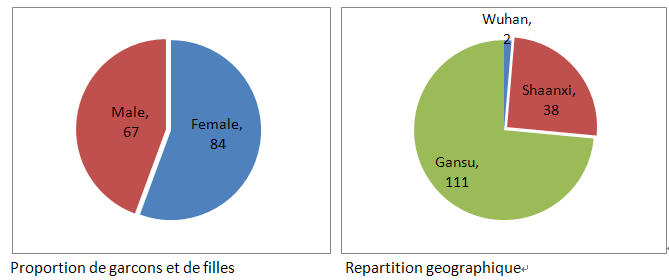 Male,
67
Female,
84
Proportion de garcons et de filles
Wuhan,
2
Shaanxi,
38
Gansu,
111
Repartition geographique